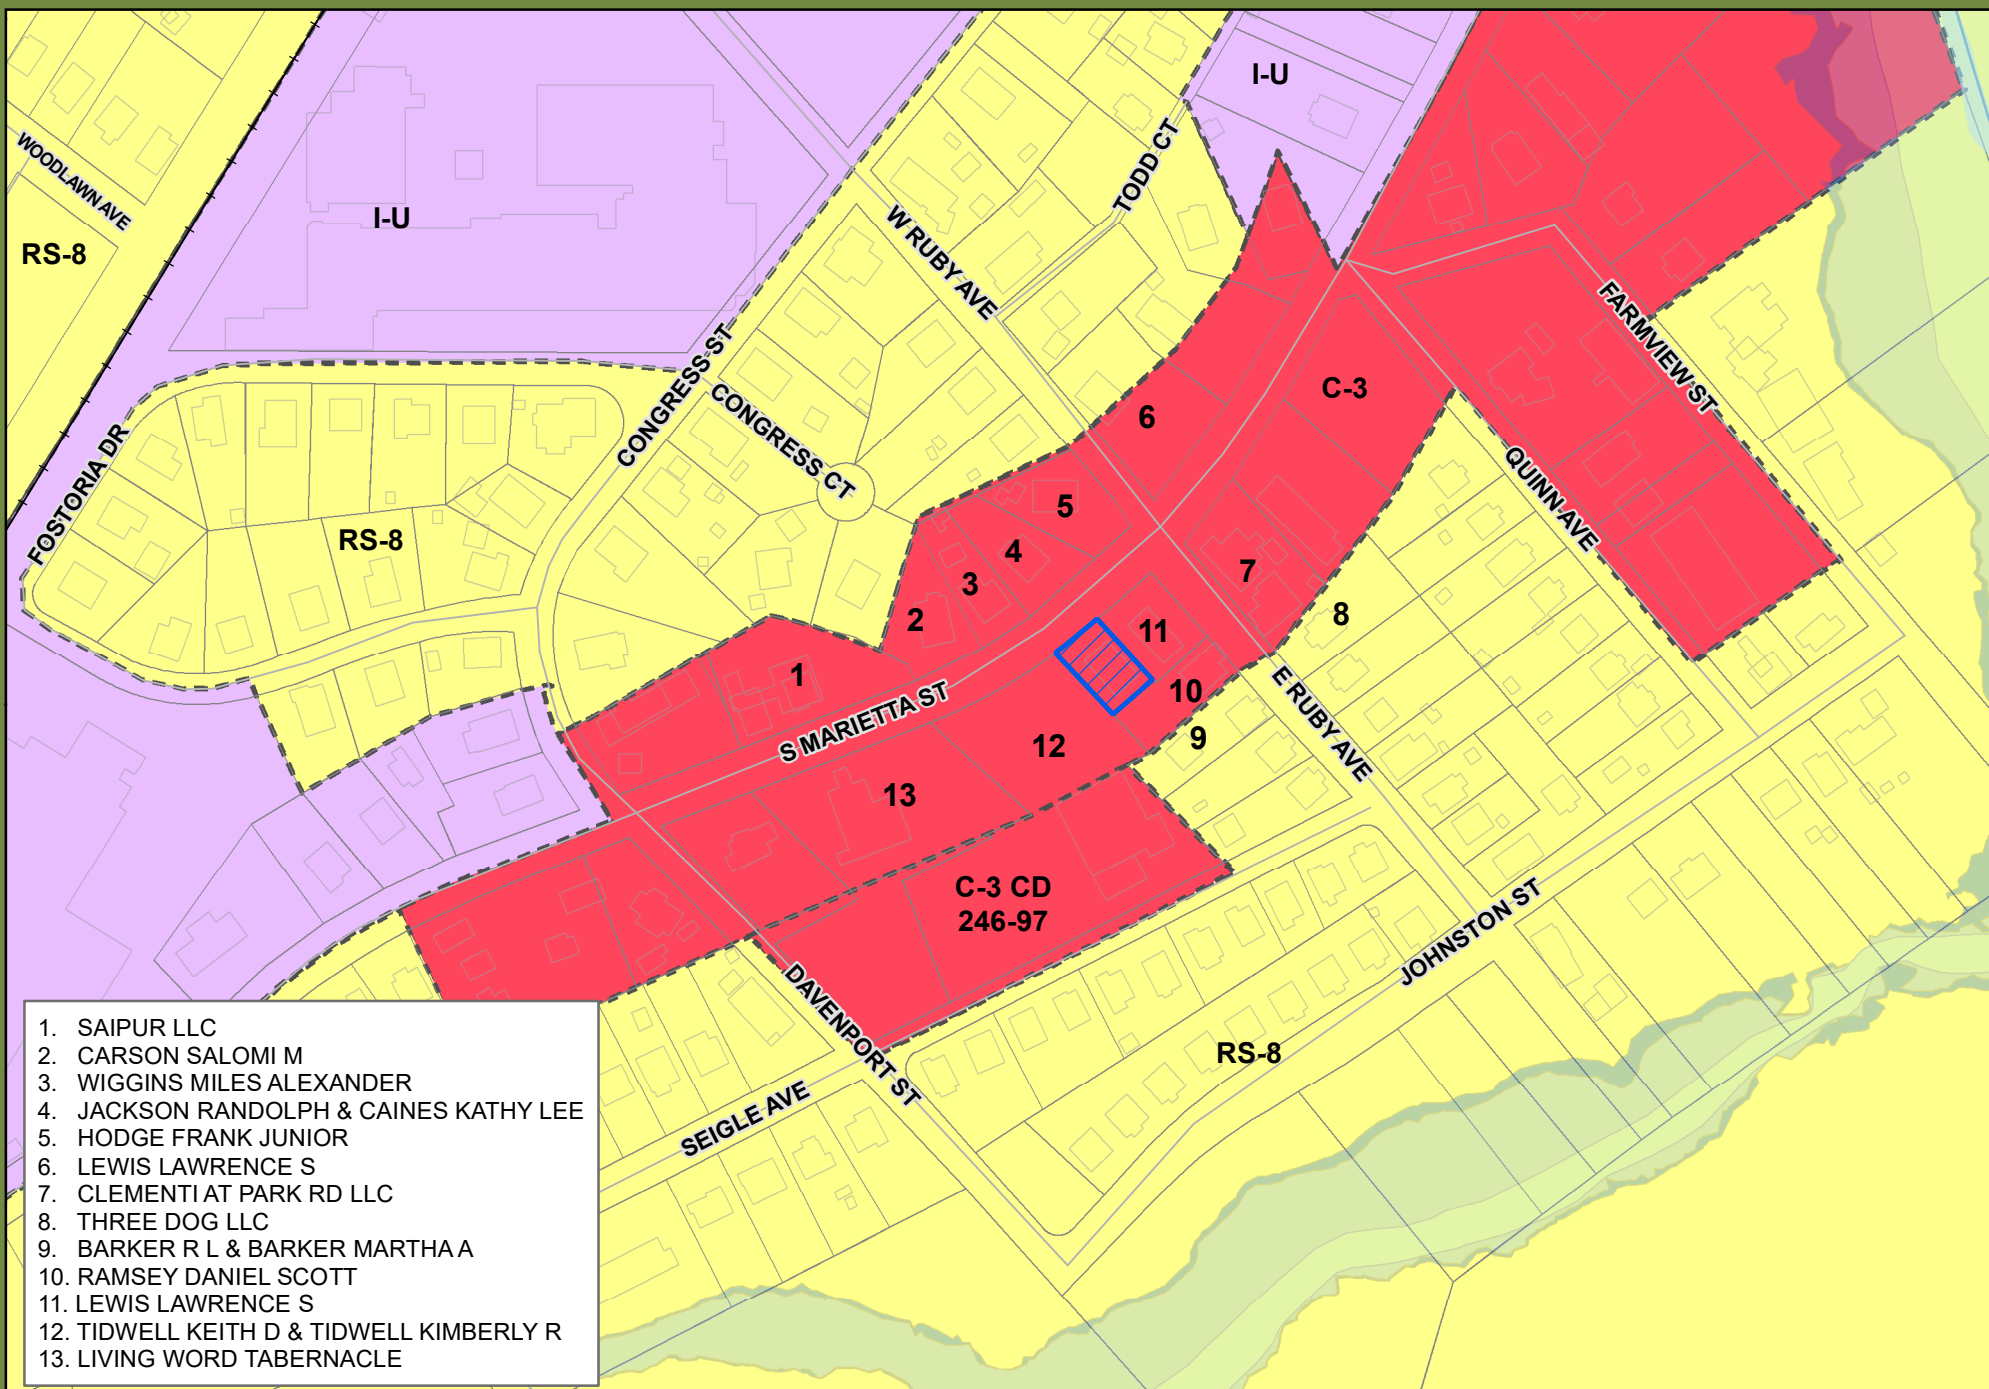 I-U
WOODLAWN AVE
I-U
RS-8
TODD CT
W RUBY AVE
FARMVIEW ST
CONGRESS ST
CONGRESS CT
C-3
6
FOSTORIA DR
QUINN AVE
5
RS-8
4
3
7
2
8
11
1
10
E RUBY AVE
S MARIETTA ST
9
12
13
C-3 CD
246-97
JOHNSTON ST
DAVENPORT ST
RS-8
SEIGLE AVE
1. SAIPUR LLC
2. CARSON SALOMI M
3. WIGGINS MILES ALEXANDER
4. JACKSON RANDOLPH & CAINES KATHY LEE
5. HODGE FRANK JUNIOR
6. LEWIS LAWRENCE S
7. CLEMENTI AT PARK RD LLC
8. THREE DOG LLC
9. BARKER R L & BARKER MARTHA A
10. RAMSEY DANIEL SCOTT
11. LEWIS LAWRENCE S
12. TIDWELL KEITH D & TIDWELL KIMBERLY R
13. LIVING WORD TABERNACLE